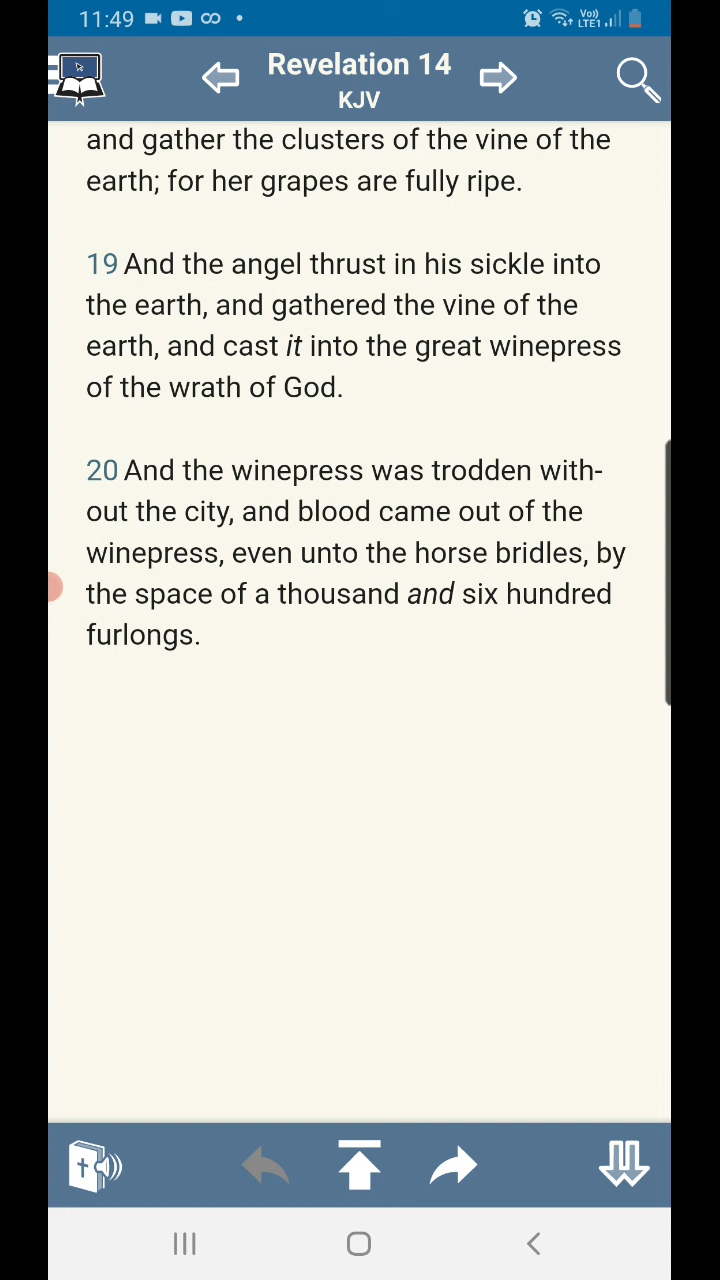 11:49
Vo))
LTE1
Revelation 14
KJV
and gather the clusters of the vine of the
earth; for her grapes are fully ripe.
19 And the angel thrust in his sickle into
the earth, and gathered the vine of the
earth, and cast it into the great winepress
of the wrath of God.
20 And the winepress was trodden with-
out the city, and blood came out of the
winepress, even unto the horse bridles, by
the space of a thousand and six hundred
furlongs.